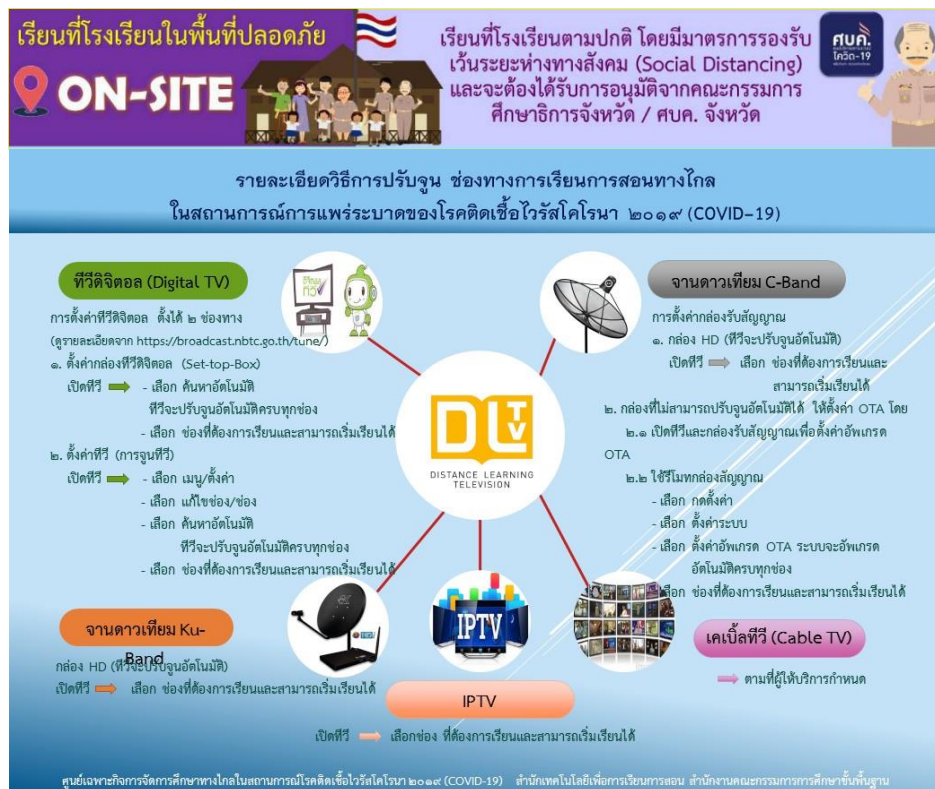 เรียนที่โรงเรียนในพื้นที่ปลอดภัย
ON-SITE
เรียนที่โรงเรียนตามปกติ โดยมีมาตรการรองรับ
เว้นระยะห่างทางสังคม (Social Distancing)
และจะต้องได้รับการอนุมัติจากคณะกรรมการ
ศึกษาธิการจังหวัด / ศบค. จังหวัด
ศบค.
โควิด-19
รายละเอียดวิธีการปรับจูน ช่องทางการเรียนการสอนทางไกล
ในสถานการณ์การแพร่ระบาดของโรคติดเชื้อไวรัสโคโรนา ๒๐๑๙ (COVID-19)
ทีวีดิจิตอล (Digital TV)
การตั้งค่าทีวีดิจิตอล ตั้งได้ ๒ ช่องทาง
(ดูรายละเอียดจาก https://broadcast.nbtc.go.th/tune/)
๑. ตั้งค่ากล่องทีวีดิจิตอล (Set-top-Box)
เปิดทีวี - เลือก ค้นหาอัตโนมัติ
ทีวีจะปรับจูนอัตโนมัติครบทุกช่อง
- เลือก ช่องที่ต้องการเรียนและสามารถเริ่มเรียนได้
๒. ตั้งค่าทีวี (การจูนทีวี)
เปิดทีวี - เลือก เมนู/ตั้งค่า
- เลือก แก้ไขช่อง/ช่อง
- เลือก ค้นหาอัตโนมัติ
ทีวีจะปรับจูนอัตโนมัติครบทุกช่อง
- เลือก ช่องที่ต้องการเรียนและสามารถเริ่มเรียนได้
จานดาวเทียม C-Band
การตั้งค่ากล่องรับสัญญาณ
๑. กล่อง HD (ทีวีจะปรับจูนอัตโนมัติ)
เปิดทีวี เลือก ช่องที่ต้องการเรียนและ
สามารถเริ่มเรียนได้
๒. กล่องที่ไม่สามารถปรับจูนอัตโนมัติได้ ให้ตั้งค่า OTA โดย
๒.๑ เปิดทีวีและกล่องรับสัญญาณเพื่อตั้งค่าอัพเกรด
OTA
๒.๒ ใช้รีโมทกล่องสัญญาณ
- เลือก กดตั้งค่า
- เลือก ตั้งค่าระบบ
- เลือก ตั้งค่าอัพเกรด OTA ระบบจะอัพเกรด
อัตโนมัติครบทุกช่อง
เลือก ช่องที่ต้องการเรียนและสามารถเริ่มเรียนได้
DLTV
DISTANCE LEARNING
TELEVISION
จานดาวเทียม Ku-
Band
กล่อง HD (ทีวีจะปรับจูนอัตโนมัติ)
เปิดทีวี เลือก ช่องที่ต้องการเรียนและสามารถเริ่มเรียนได้
IPTV
IPTV
เปิดทีวี เลือกช่อง ที่ต้องการเรียนและสามารถเริ่มเรียนได้
เคเบิ้ลทีวี (Cable TV)
ตามที่ผู้ให้บริการกำหนด
ศูนย์เฉพาะกิจการจัดการศึกษาทางไกลในสถานการณ์โรคติดเชื้อไวรัสโคโรนา ๒๐๑๙ (COVID-19) สำนักเทคโนโลยีเพื่อการเรียนการสอน สำนักงานคณะกรรมการการศึกษาขั้นพื้นฐาน